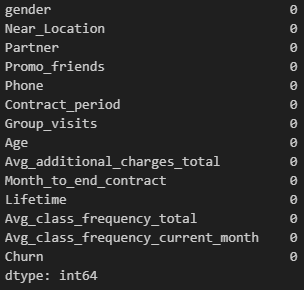 gender 0
Near_Location 0
Partner 0
Promo_friends 0
Phone 0
Contract_period 0
Group_visits 0
Age 0
Avg_additional_charges_total 0
Month_to_end_contract 0
Lifetime 0
Avg_class_frequency_total 0
Avg_class_frequency_current_month 0
Churn 0
dtype: int64